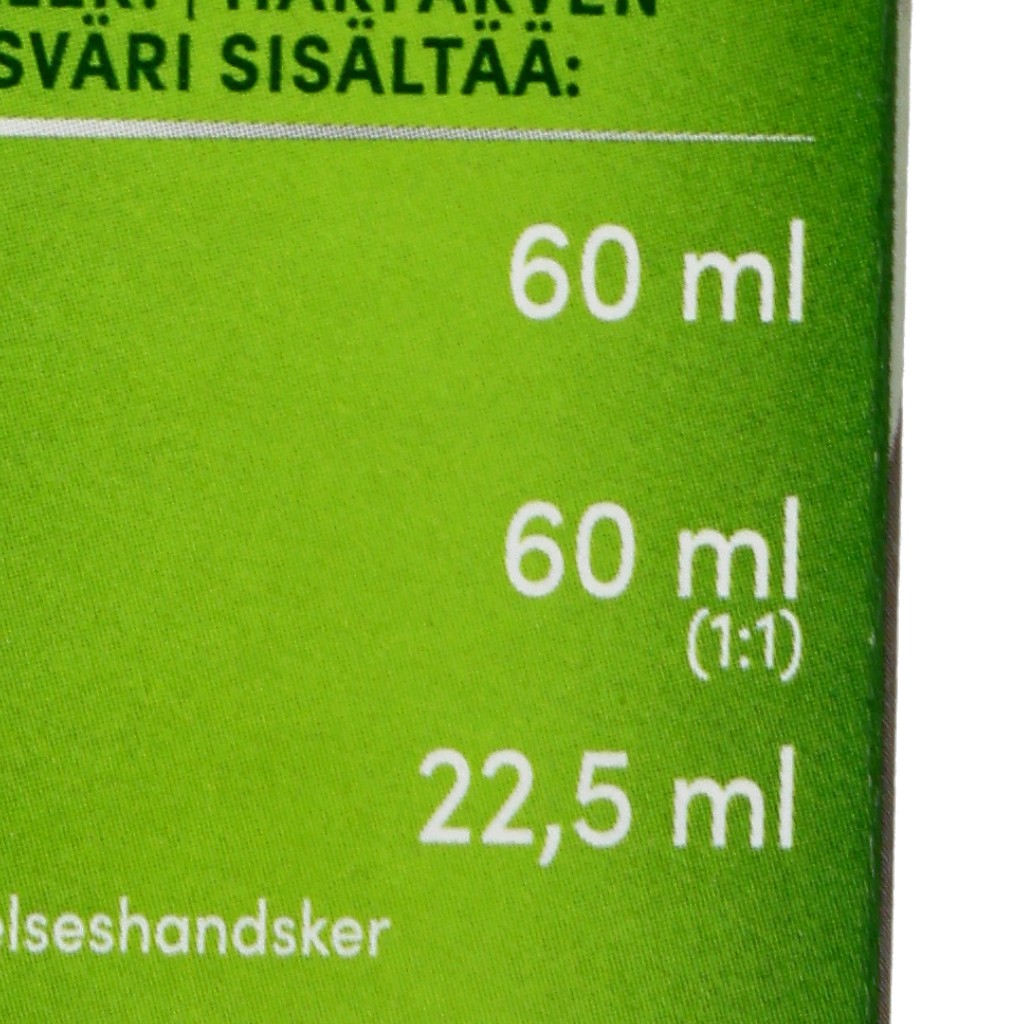 SVÄRI SISÄLTÄÄ:
60 ml
60 ml
(1:1)
22,5 ml
elseshandsker